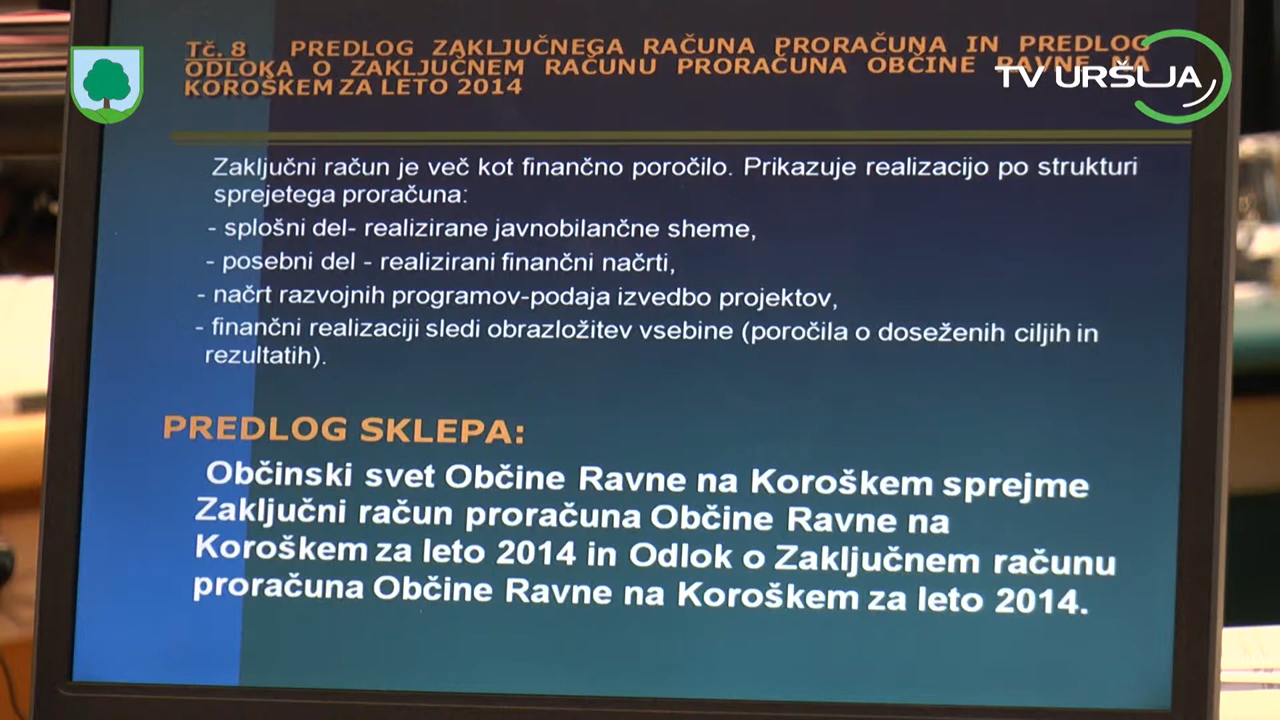 Tč. 8 PREDLOG ZAKLJUČNEGA RAČUNA PRORAČUNA IN PREDLOG
ODLOKA O ZAKLJUČNEM RAČUNU PRORAČUNA OBČINE RAVNE NA
KOROŠKEM ZA LETO 2014
TV URŠLJA
Zaključni račun je več kot finančno poročilo. Prikazuje realizacijo po strukturi
sprejetega proračuna:
- splošni del- realizirane javnobilančne sheme,
- posebni del - realizirani finančni načrti,
- načrt razvojnih programov-podaja izvedbo projektov,
- finančni realizaciji sledi obrazložitev vsebine (poročila o doseženih ciljih in
rezultatih).
PREDLOG SKLEPA:
Občinski svet Občine Ravne na Koroškem sprejme
Zaključni račun proračuna Občine Ravne na
Koroškem za leto 2014 in Odlok o Zaključnem računu
proračuna Občine Ravne na Koroškem za leto 2014.